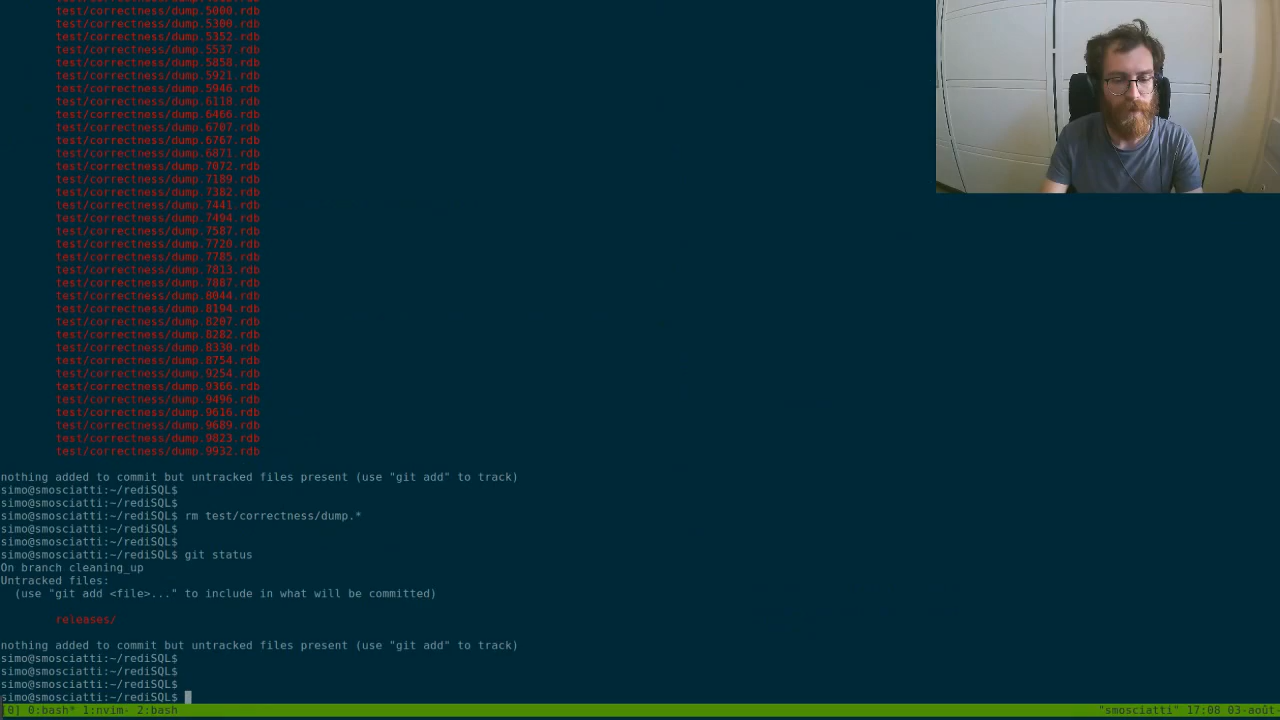 test/correctness/dump.5000.rdb
test/correctness/dump.5300.rdb
test/correctness/dump.5352.rdb
test/correctness/dump.5537.rdb
test/correctness/dump.5858.rdb
test/correctness/dump.5921.rdb
test/correctness/dump.5946.rdb
test/correctness/dump.6118.rdb
test/correctness/dump.6466.rdb
test/correctness/dump.6707.rdb
test/correctness/dump.6767.rdb
test/correctness/dump.6871.rdb
test/correctness/dump.7072.rdb
test/correctness/dump.7189.rdb
test/correctness/dump.7382.rdb
test/correctness/dump.7441.rdb
test/correctness/dump.7494.rdb
test/correctness/dump.7587.rdb
test/correctness/dump.7720.rdb
test/correctness/dump.7785.rdb
test/correctness/dump.7813.rdb
test/correctness/dump.7887.rdb
test/correctness/dump.8044.rdb
test/correctness/dump.8194.rdb
test/correctness/dump.8207.rdb
test/correctness/dump.8282.rdb
test/correctness/dump.8330.rdb
test/correctness/dump.8754.rdb
test/correctness/dump.9254.rdb
test/correctness/dump.9366.rdb
test/correctness/dump.9496.rdb
test/correctness/dump.9616.rdb
test/correctness/dump.9689.rdb
test/correctness/dump.9823.rdb
test/correctness/dump.9932.rdb
nothing added to commit but untracked files present (use "git add" to track)
simo@smosciatti:~/rediSQL$
simo@smosciatti:~/rediSQL$
simo@smosciatti:~/rediSQL$ rm test/correctness/dump.*
simo@smosciatti:~/rediSQL$
simo@smosciatti:~/rediSQL$
simo@smosciatti:~/rediSQL$ git status
On branch cleaning_up
Untracked files:
(use "git add <file>..." to include in what will be committed)
releases/
nothing added to commit but untracked files present (use "git add" to track)
simo@smosciatti:~/rediSQL$
simo@smosciatti:~/rediSQL$
simo@smosciatti:~/rediSQL$
simo@smosciatti:~/rediSQL$
[0] 0:bash* 1:nvim- 2:bash "smosciatti" 17:08 03-août-